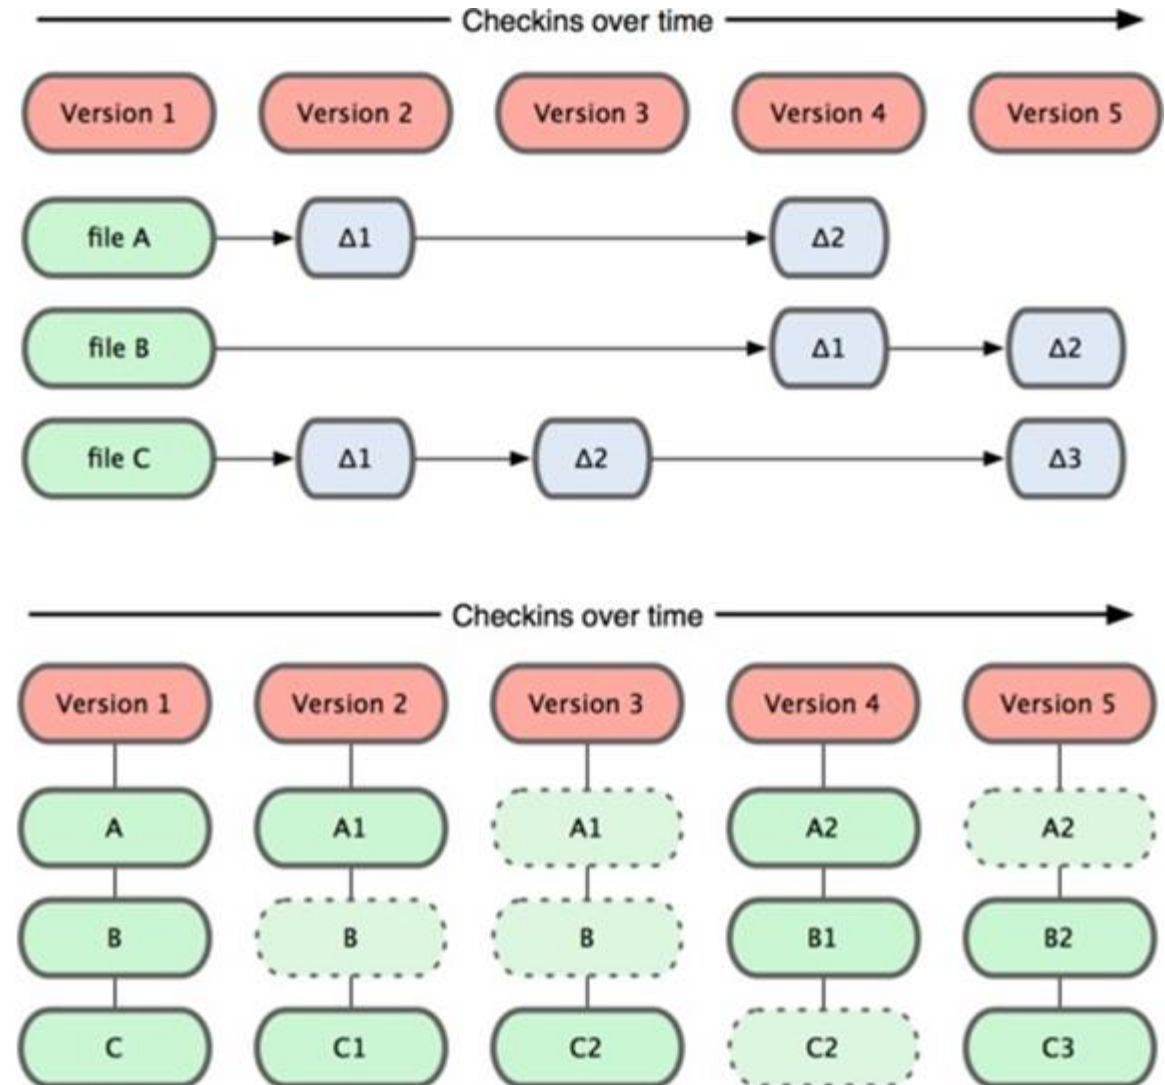 Checkins over time
Version 1 Version 2 Version 3 Version 4 Version 5
file A Δ1 Δ2
file B Δ1 Δ2
file C Δ1 Δ2 Δ3
Checkins over time
Version 1 Version 2 Version 3 Version 4 Version 5
A A1 A1 A2 A2
B B B B1 B2
C C1 C2 C2 C3